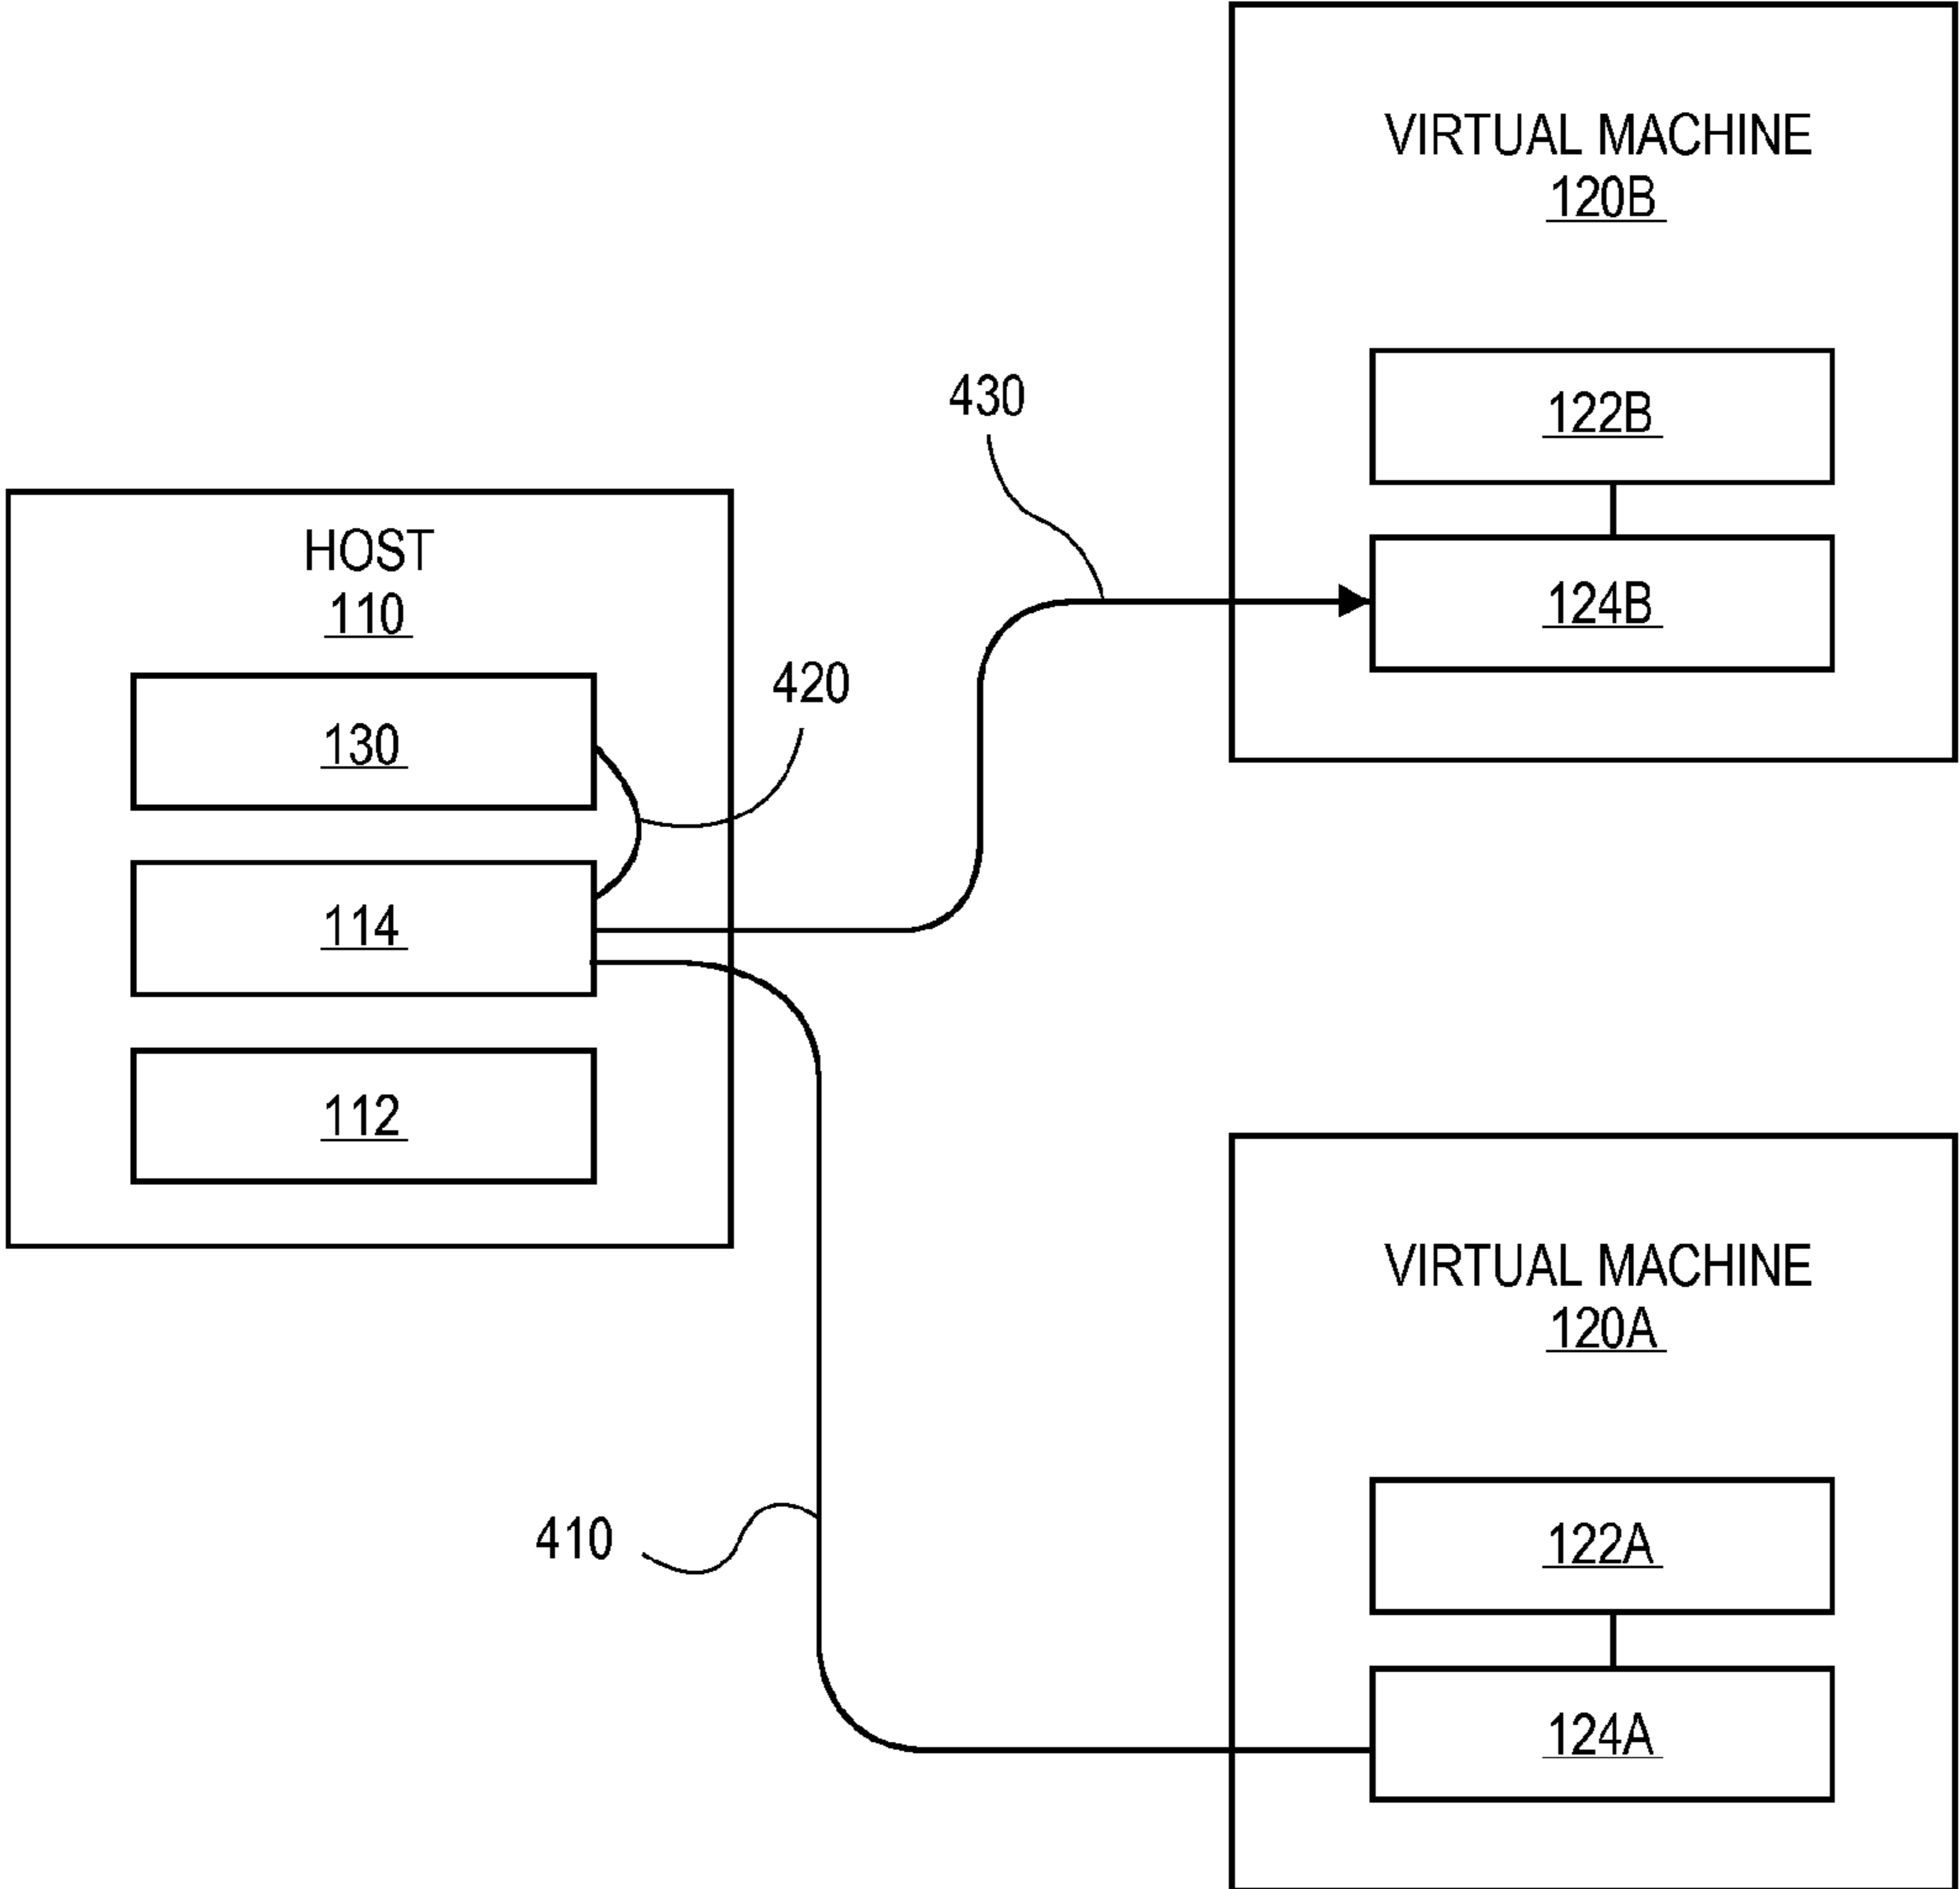 VIRTUAL MACHINE
120B
122B
124B
430
HOST
110
130
114
112
420
VIRTUAL MACHINE
120A
122A
124A
410